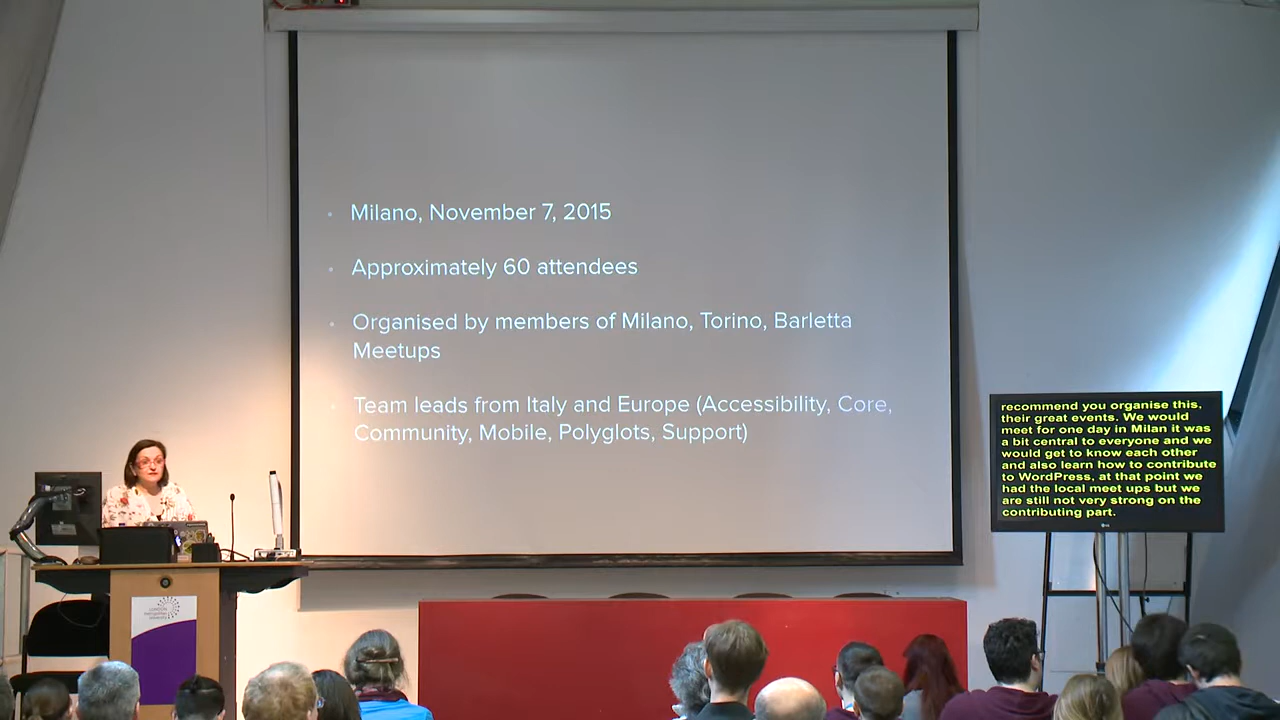 Milano, November 7, 2015
Approximately 60 attendees
Organised by members of Milano, Torino, Barletta
Meetups
Team leads from Italy and Europe (Accessibility, Core,
Community, Mobile, Polyglots, Support)
recommend you organise this,
their great events. We would
meet for one day in Milan it was
a bit central to everyone and we
would get to know each other
and also learn how to contribute
to WordPress, at that point we
had the local meet ups but we
are still not very strong on the
contributing part.
LG
LONDON
metropolitan
university